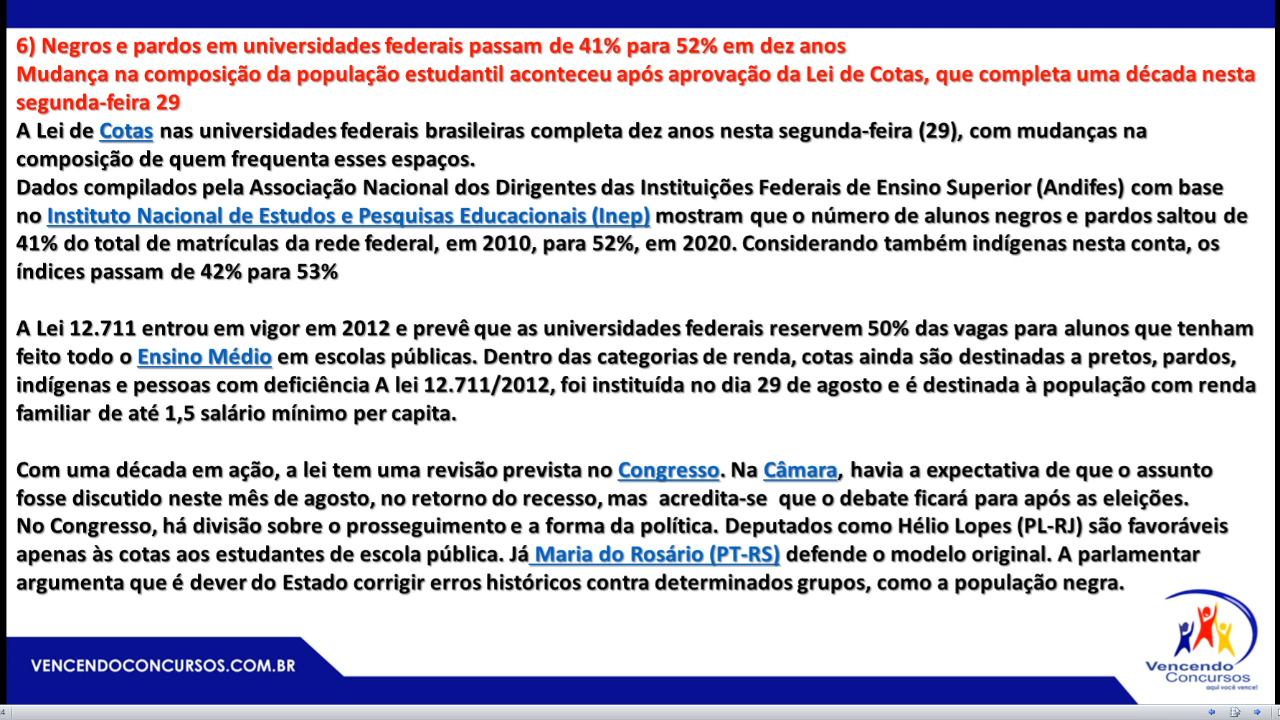 6) Negros e pardos em universidades federais passam de 41% para 52% em dez anos
Mudança na composição da população estudantil aconteceu após aprovação da Lei de Cotas, que completa uma década nesta
segunda-feira 29
A Lei de Cotas nas universidades federais brasileiras completa dez anos nesta segunda-feira (29), com mudanças na
composição de quem frequenta esses espaços.
Dados compilados pela Associação Nacional dos Dirigentes das Instituições Federais de Ensino Superior (Andifes) com base
no Instituto Nacional de Estudos e Pesquisas Educacionais (Inep) mostram que o número de alunos negros e pardos saltou de
41% do total de matrículas da rede federal, em 2010, para 52%, em 2020. Considerando também indígenas nesta conta, os
índices passam de 42% para 53%
A Lei 12.711 entrou em vigor em 2012 e prevê que as universidades federais reservem 50% das vagas para alunos que tenham
feito todo o Ensino Médio em escolas públicas. Dentro das categorias de renda, cotas ainda são destinadas a pretos, pardos,
indígenas e pessoas com deficiência A lei 12.711/2012, foi instituída no dia 29 de agosto e é destinada à população com renda
familiar de até 1,5 salário mínimo per capita.
Com uma década em ação, a lei tem uma revisão prevista no Congresso. Na Câmara, havia a expectativa de que o assunto
fosse discutido neste mês de agosto, no retorno do recesso, mas acredita-se que o debate ficará para após as eleições.
No Congresso, há divisão sobre o prosseguimento e a forma da política. Deputados como Hélio Lopes (PL-RJ) são favoráveis
apenas às cotas aos estudantes de escola pública. Já Maria do Rosário (PT-RS) defende o modelo original. A parlamentar
argumenta que é dever do Estado corrigir erros históricos contra determinados grupos, como a população negra.
VENCENDOCONCURSOS.COM.BR
Vencendo
Concursos
aqui você vence!